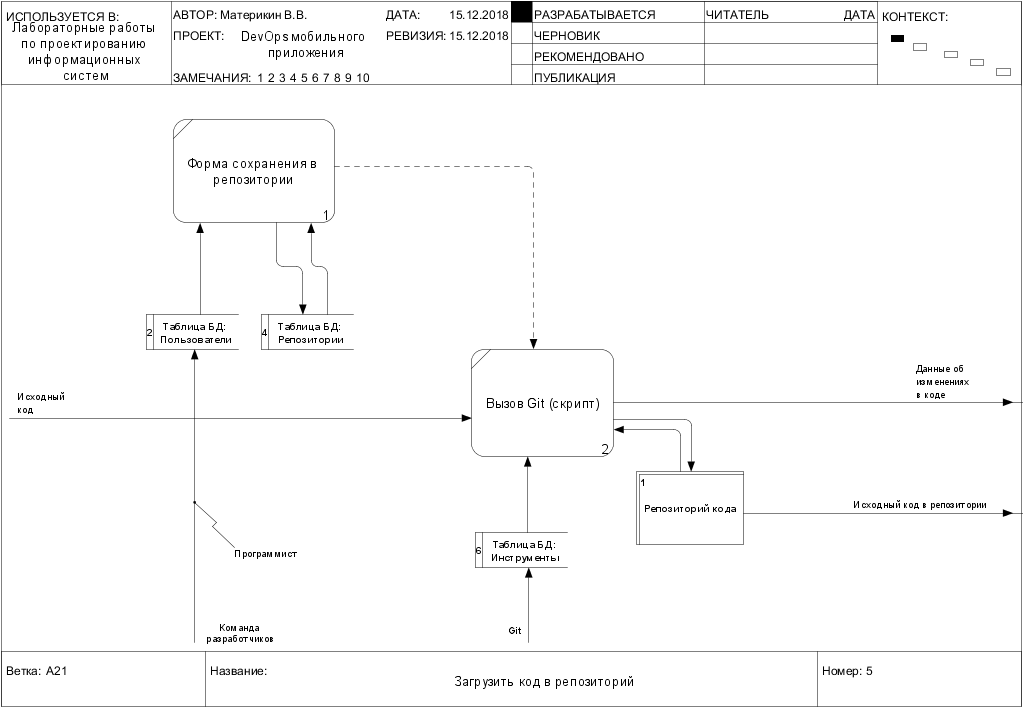 ИСПОЛЬЗУЕТСЯ В:
Лабораторные работы
по проектированию
информационных
систем
АВТОР: Материкин В.В.
ДАТА: 15.12.2018
ПРОЕКТ: DevOps мобильного
приложения
РЕВИЗИЯ: 15.12.2018
ЗАМЕЧАНИЯ: 1 2 3 4 5 6 7 8 9 10
РАЗРАБАТЫВАЕТСЯ
ЧЕРНОВИК
РЕКОМЕНДОВАНО
ПУБЛИКАЦИЯ
ЧИТАТЕЛЬ ДАТА
КОНТЕКСТ:
Форма сохранения в
репозитории
1
2
Таблица БД:
Пользователи
4
Таблица БД:
Репозитории
Исходный
код
Вызов Git (скрипт)
2
Данные об
изменениях
в коде
1
Репозиторий кода
Исходный код в репозитории
6
Таблица БД:
Инструменты
Программист
Команда
разработчиков
Git
Ветка: A21
Название:
Загрузить код в репозиторий
Номер: 5